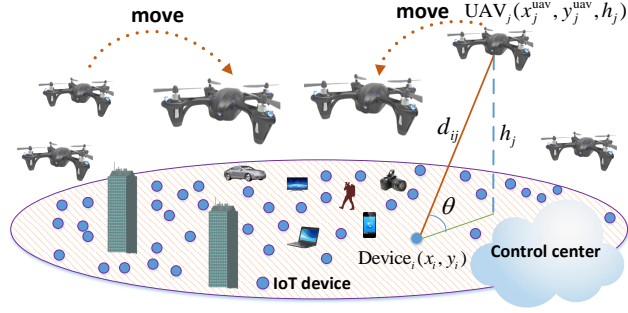 move
move
UAV_j(x_j^uav, y_j^uav, h_j)
d_ij
h_j
θ
Device_i(x_i, y_i)
Control center
IoT device